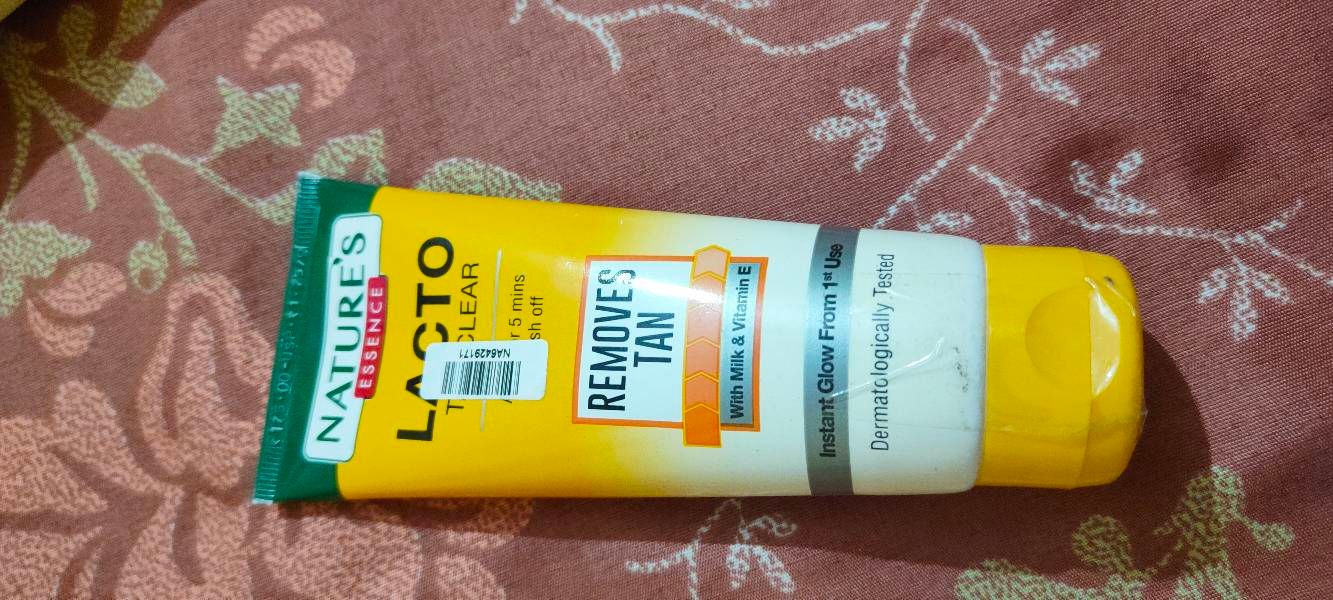 NATURE'S
ESSENCE
LACTO
CLEAR
5 mins
off
NA6429171
REMOVES
TAN
With Milk & Vitamin E
Instant Glow From 1st Use
Dermatologically Tested